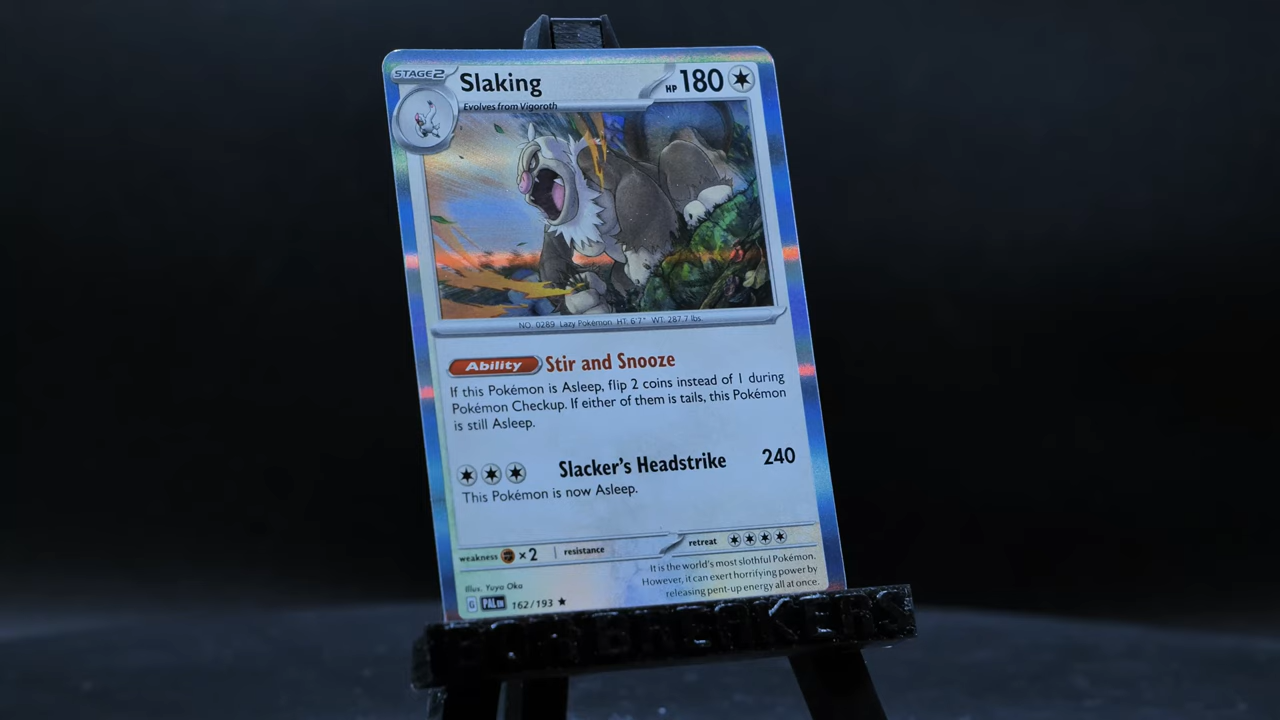 STAGE2
Slaking
HP 180
Evolves from Vigoroth
NO. 0289 Lazy Pokémon HT: 6'7" WT: 287.7 lbs.
Ability Stir and Snooze
If this Pokémon is Asleep, flip 2 coins instead of 1 during
Pokémon Checkup. If either of them is tails, this Pokémon
is still Asleep.
Slacker's Headstrike 240
This Pokémon is now Asleep.
weakness ×2 resistance retreat
It is the world's most slothful Pokémon.
However, it can exert horrifying power by
releasing pent-up energy all at once.
Illus. Yuya Oka
G PAL EN 162/193